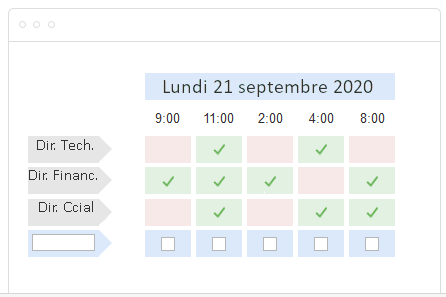 Lundi 21 septembre 2020
9:00 11:00 2:00 4:00 8:00
Dir. Tech.
Dir. Financ.
Dir. Ccial